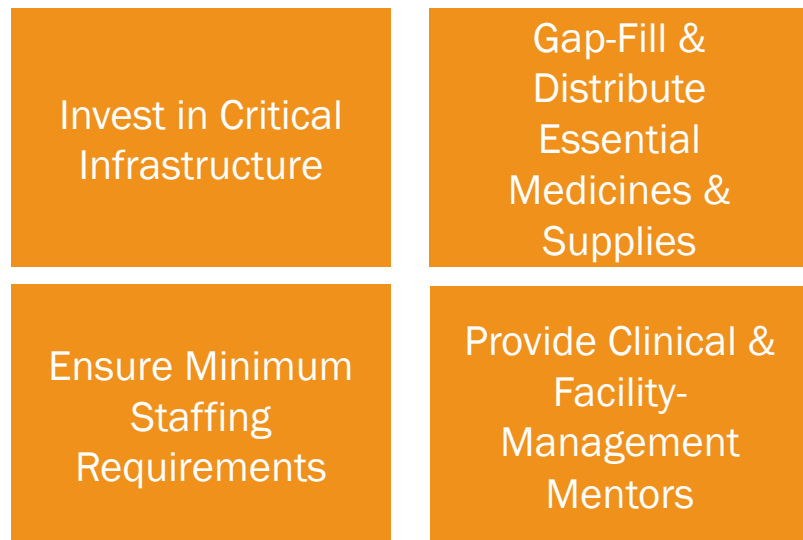 Invest in Critical
Infrastructure
Gap-Fill &
Distribute
Essential
Medicines &
Supplies
Ensure Minimum
Staffing
Requirements
Provide Clinical &
Facility-
Management
Mentors